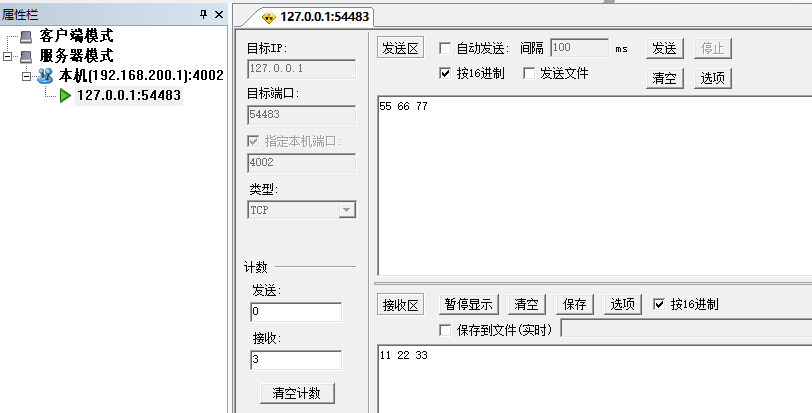 属性栏
客户端模式
服务器模式
本机(192.168.200.1):4002
127.0.0.1:54483
127.0.0.1:54483
目标IP:
127.0.0.1
目标端口:
54483
指定本机端口:
4002
类型:
TCP
计数
发送:
0
接收:
3
清空计数
发送区 自动发送: 间隔 100 ms 发送 停止
按16进制 发送文件 清空 选项
55 66 77
接收区 暂停显示 清空 保存 选项 按16进制
保存到文件(实时)
11 22 33